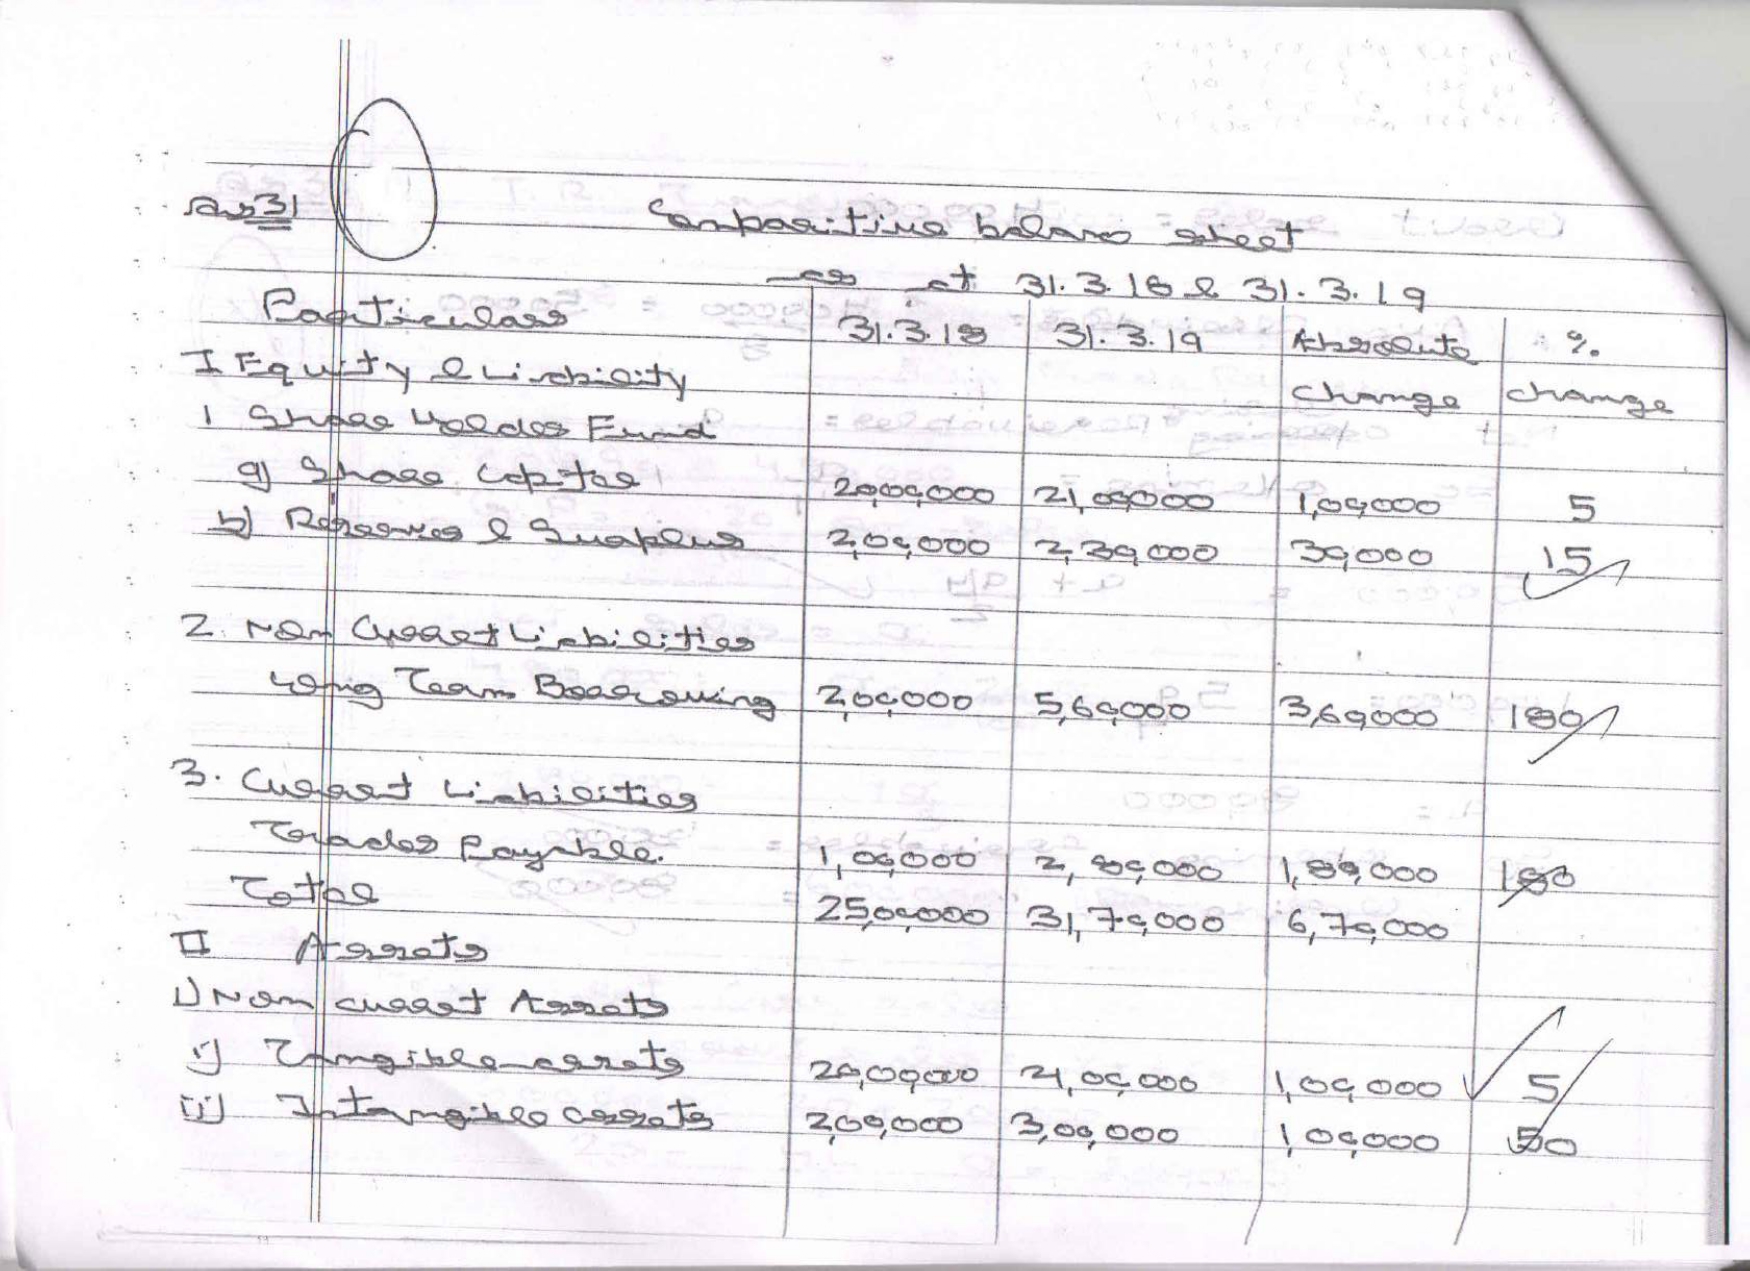 Ans 31
Comparitive balance sheet
as at 31.3.18 & 31.3.19
Particulars 31.3.18 31.3.19 Absolute Change % change
I Equity & Liability
1 Share Holder Fund
a) Share Capital 20,00,000 21,00,000 1,00,000 5
b) Reserves & Surplus 2,00,000 2,30,000 30,000 15
2. Non Current Liabilities
Long Term Borrowing 2,00,000 5,60,000 3,60,000 180
3. Current Liabilities
Trades Payable. 1,00,000 2,80,000 1,80,000 180
Total 25,00,000 31,70,000 6,70,000
II Assets
1) Non current Assets
i) Tangible assets 20,00,000 21,00,000 1,00,000 5
ii) Intangible assets 2,00,000 3,00,000 1,00,000 50